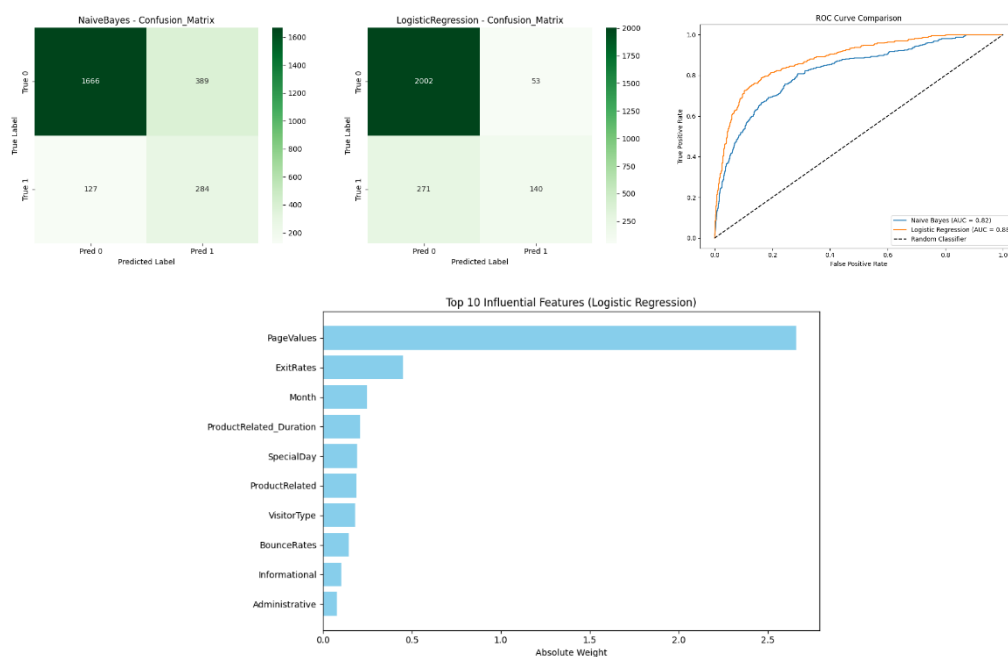 NaiveBayes - Confusion_Matrix
True Label
True 0
True 1
1666
389
127
284
Pred 0
Pred 1
Predicted Label
1600
1400
1200
1000
800
600
400
200
LogisticRegression - Confusion_Matrix
True Label
True 0
True 1
2002
53
271
140
Pred 0
Pred 1
Predicted Label
2000
1750
1500
1250
1000
750
500
250
ROC Curve Comparison
True Positive Rate
1.0
0.8
0.6
0.4
0.2
0.0
Naive Bayes (AUC = 0.82)
Logistic Regression (AUC = 0.88
Random Classifier
0.0
0.2
0.4
0.6
0.8
1.0
False Positive Rate
Top 10 Influential Features (Logistic Regression)
PageValues
ExitRates
Month
ProductRelated_Duration
SpecialDay
ProductRelated
VisitorType
BounceRates
Informational
Administrative
0.0
0.5
1.0
1.5
2.0
2.5
Absolute Weight